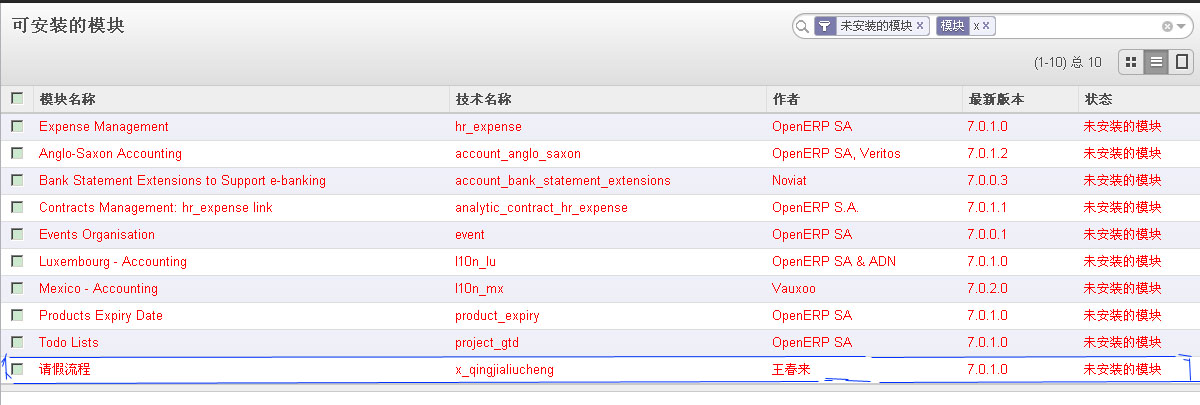 可安装的模块
未安装的模块 x 模块 x x
(1-10) 总 10
模块名称 技术名称 作者 最新版本 状态
Expense Management hr_expense OpenERP SA 7.0.1.0 未安装的模块
Anglo-Saxon Accounting account_anglo_saxon OpenERP SA, Veritos 7.0.1.2 未安装的模块
Bank Statement Extensions to Support e-banking account_bank_statement_extensions Noviat 7.0.0.3 未安装的模块
Contracts Management: hr_expense link analytic_contract_hr_expense OpenERP S.A. 7.0.1.1 未安装的模块
Events Organisation event OpenERP SA 7.0.0.1 未安装的模块
Luxembourg - Accounting l10n_lu OpenERP SA & ADN 7.0.1.0 未安装的模块
Mexico - Accounting l10n_mx Vauxoo 7.0.2.0 未安装的模块
Products Expiry Date product_expiry OpenERP SA 7.0.1.0 未安装的模块
Todo Lists project_gtd OpenERP SA 7.0.1.0 未安装的模块
请假流程 x_qingjialiucheng 王春来 7.0.1.0 未安装的模块